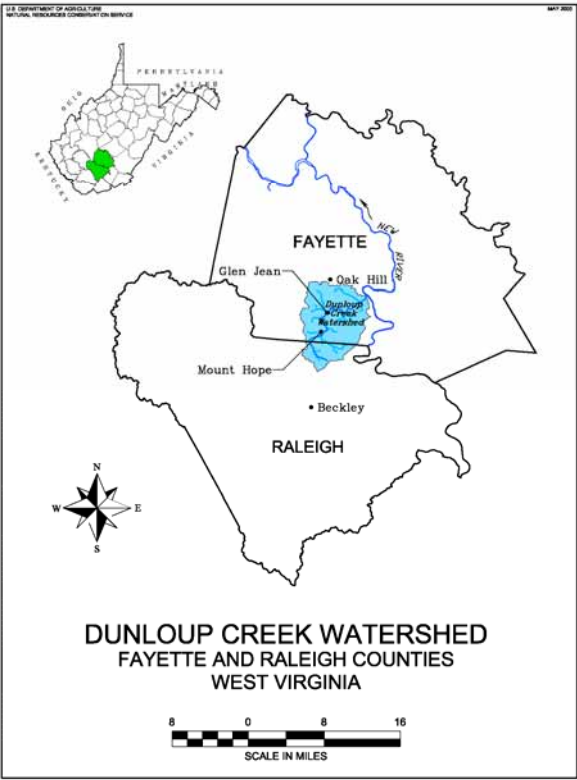 U.S. DEPARTMENT OF AGRICULTURE
NATURAL RESOURCES CONSERVATION SERVICE
MAY 2000
PENNSYLVANIA
MARYLAND
OHIO
VIRGINIA
KENTUCKY
NEW
RIVER
FAYETTE
Glen Jean
Oak Hill
Dunloup
Creek
Watershed
Mount Hope
Beckley
RALEIGH
N
W E
S
DUNLOUP CREEK WATERSHED
FAYETTE AND RALEIGH COUNTIES
WEST VIRGINIA
8 0 8 16
SCALE IN MILES